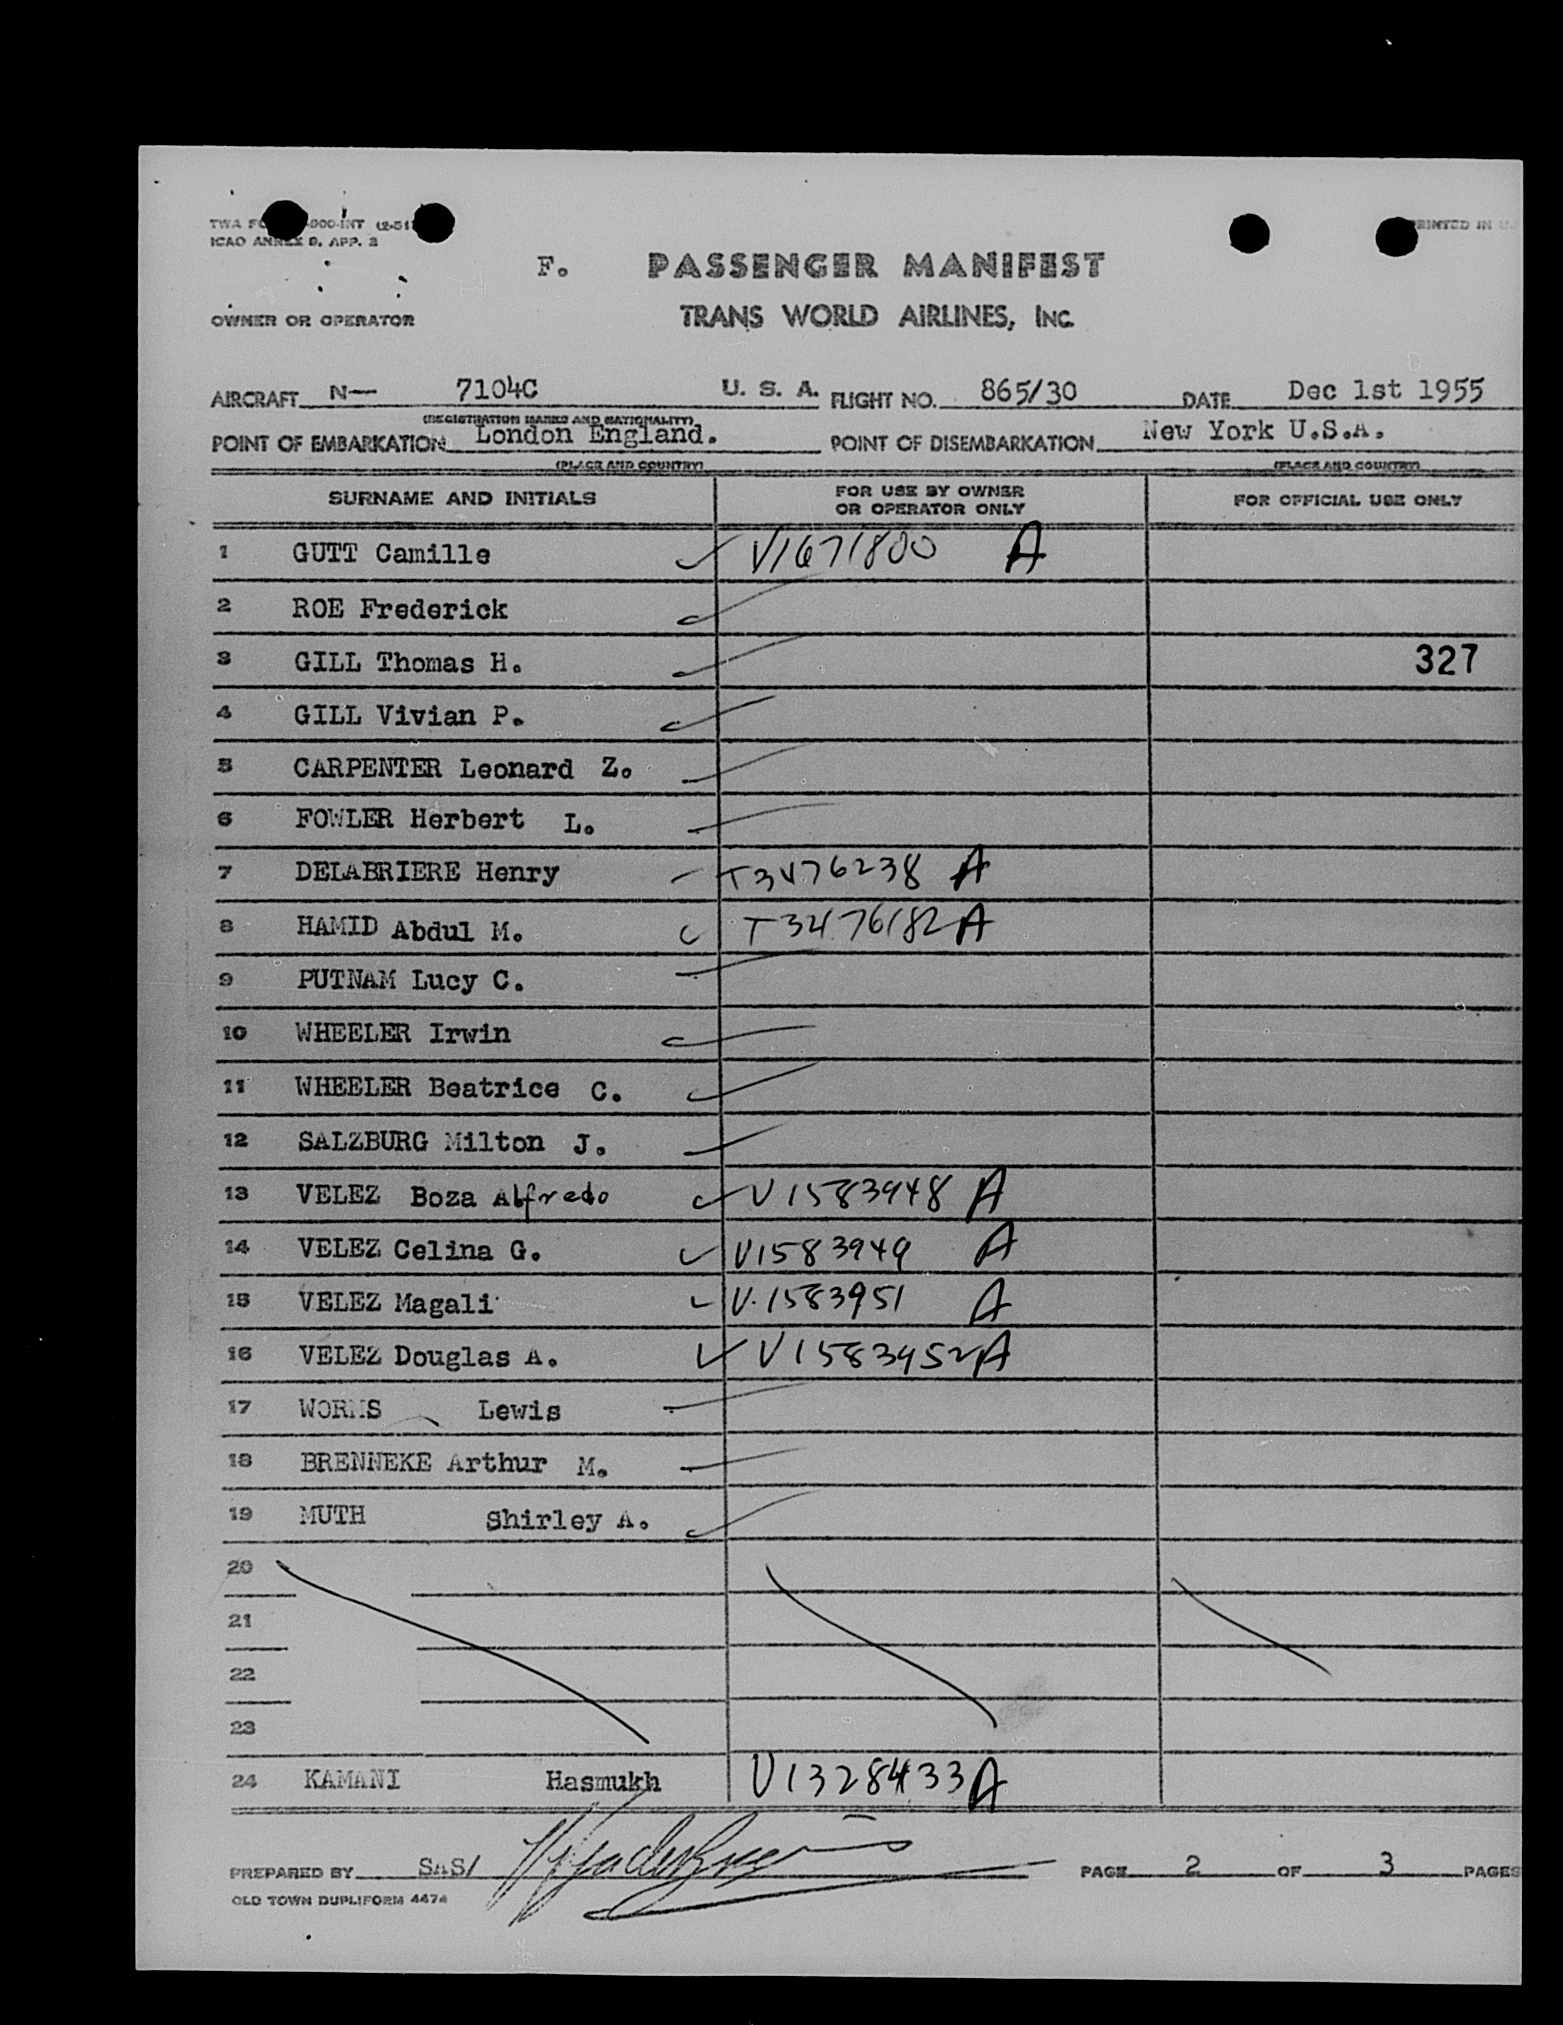 ICAO ANNEX 9, APP. 2
PRINTED IN U.
F. PASSENGER MANIFEST
OWNER OR OPERATOR TRANS WORLD AIRLINES, INC.
AIRCRAFT N— 7104C U. S. A. FLIGHT NO. 865/30 DATE Dec 1st 1955
(REGISTRATION MARKS AND NATIONALITY)
POINT OF EMBARKATION London England. POINT OF DISEMBARKATION New York U.S.A.
(PLACE AND COUNTRY) (PLACE AND COUNTRY)
SURNAME AND INITIALS FOR USE BY OWNER OR OPERATOR ONLY FOR OFFICIAL USE ONLY
1 GUTT Camille V1671800 A
2 ROE Frederick
3 GILL Thomas H. 327
4 GILL Vivian P.
5 CARPENTER Leonard Z.
6 FOWLER Herbert L.
7 DELABRIERE Henry T3476238 A
8 HAMID Abdul M. T3476182 A
9 PUTNAM Lucy C.
10 WHEELER Irwin
11 WHEELER Beatrice C.
12 SALZBURG Milton J.
13 VELEZ Boza Alfredo V1583948 A
14 VELEZ Celina G. V1583949 A
15 VELEZ Magali V.1583951 A
16 VELEZ Douglas A. V1583952 A
17 WORMS Lewis
18 BRENNEKE Arthur M.
19 MUTH Shirley A.
20
21
22
23
24 KAMANI Hasmukh V1328433 A
PREPARED BY SAS/ PAGE 2 OF 3 PAGES
OLD TOWN DUPLIFORM 4474